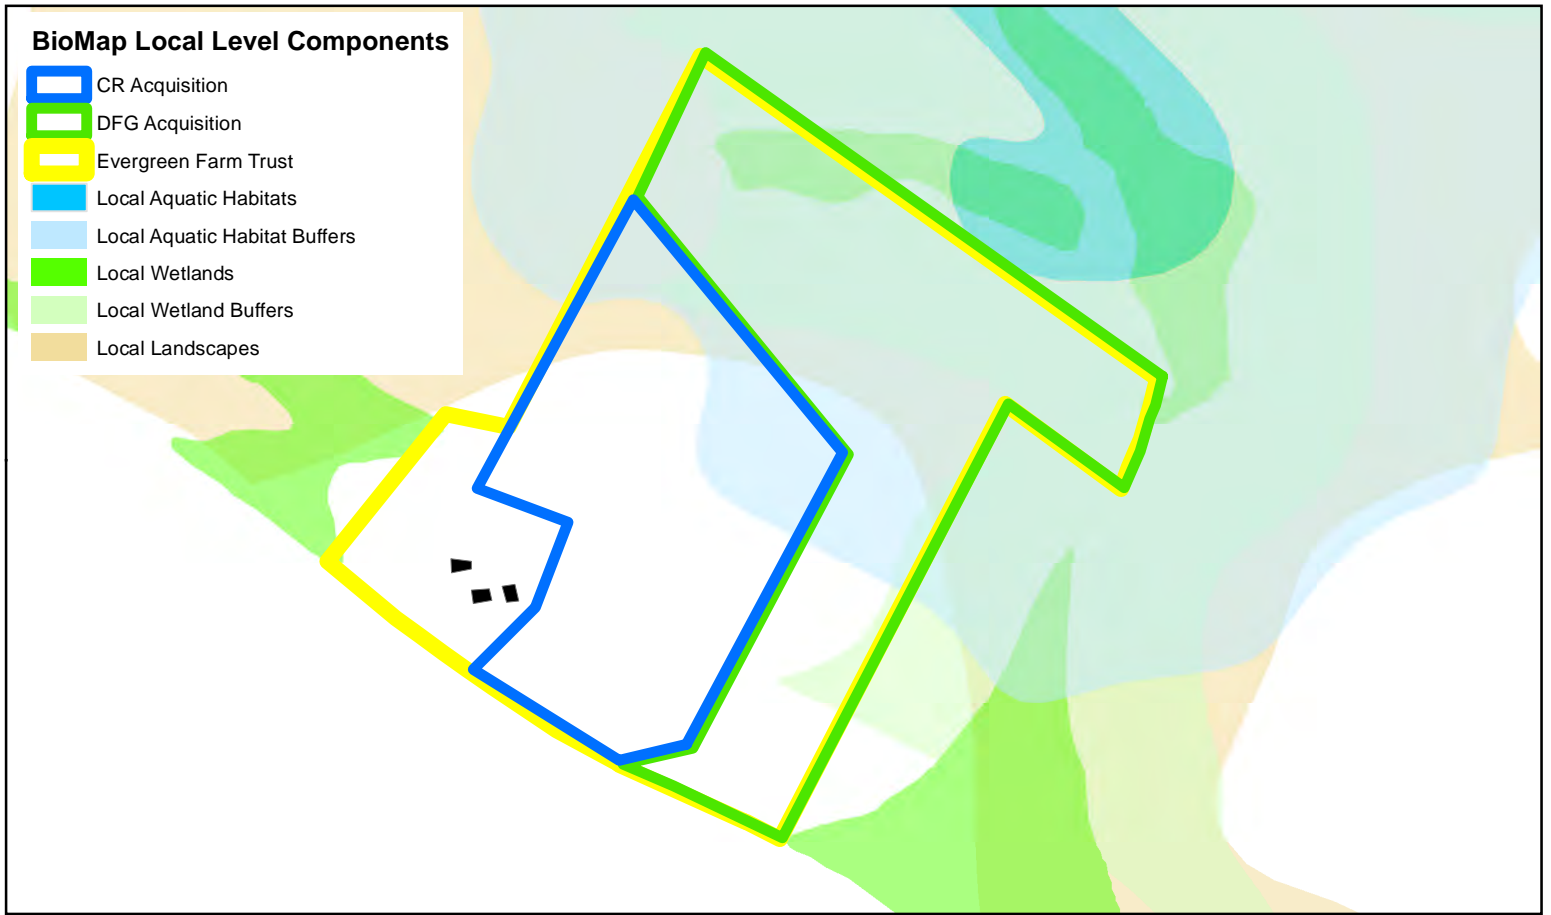 BioMap Local Level Components
CR Acquisition
DFG Acquisition
Evergreen Farm Trust
Local Aquatic Habitats
Local Aquatic Habitat Buffers
Local Wetlands
Local Wetland Buffers
Local Landscapes